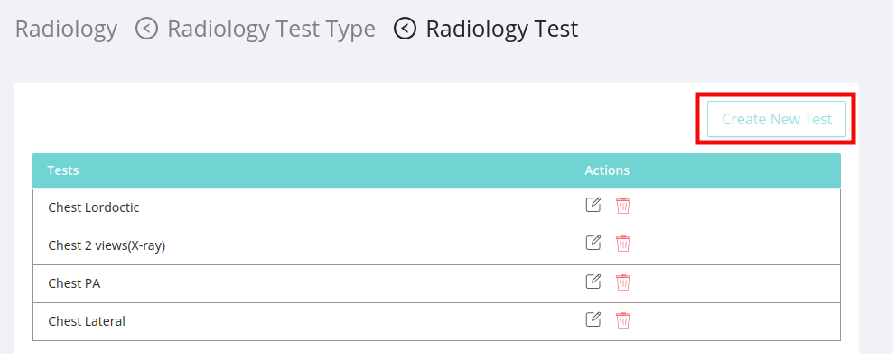 Radiology Radiology Test Type Radiology Test
Create New Test
Tests Actions
Chest Lordoctic
Chest 2 views(X-ray)
Chest PA
Chest Lateral